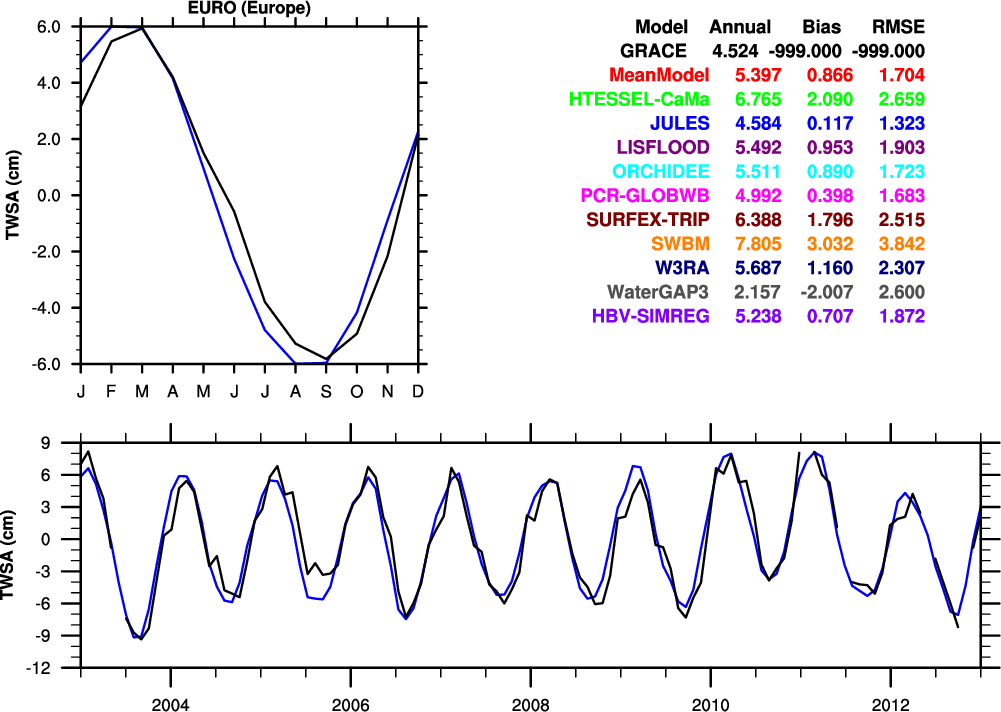 EURO (Europe)
6.0
4.0
2.0
0.0
-2.0
-4.0
-6.0
TWSA (cm)
J F M A M J J A S O N D
Model Annual Bias RMSE
GRACE 4.524 -999.000 -999.000
MeanModel 5.397 0.866 1.704
HTESSEL-CaMa 6.765 2.090 2.659
JULES 4.584 0.117 1.323
LISFLOOD 5.492 0.953 1.903
ORCHIDEE 5.511 0.890 1.723
PCR-GLOBWB 4.992 0.398 1.683
SURFEX-TRIP 6.388 1.796 2.515
SWBM 7.805 3.032 3.842
W3RA 5.687 1.160 2.307
WaterGAP3 2.157 -2.007 2.600
HBV-SIMREG 5.238 0.707 1.872
9
6
3
0
-3
-6
-9
-12
TWSA (cm)
2004 2006 2008 2010 2012